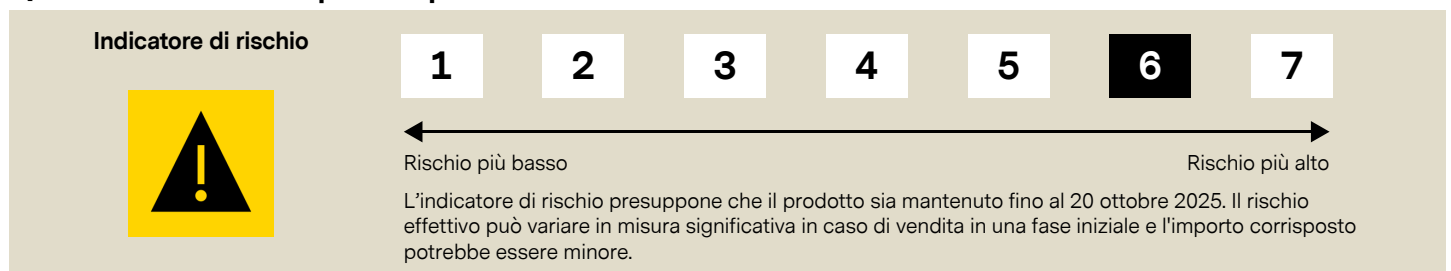 Indicatore di rischio
1 2 3 4 5 6 7
Rischio più basso Rischio più alto
L'indicatore di rischio presuppone che il prodotto sia mantenuto fino al 20 ottobre 2025. Il rischio
effettivo può variare in misura significativa in caso di vendita in una fase iniziale e l'importo corrisposto
potrebbe essere minore.